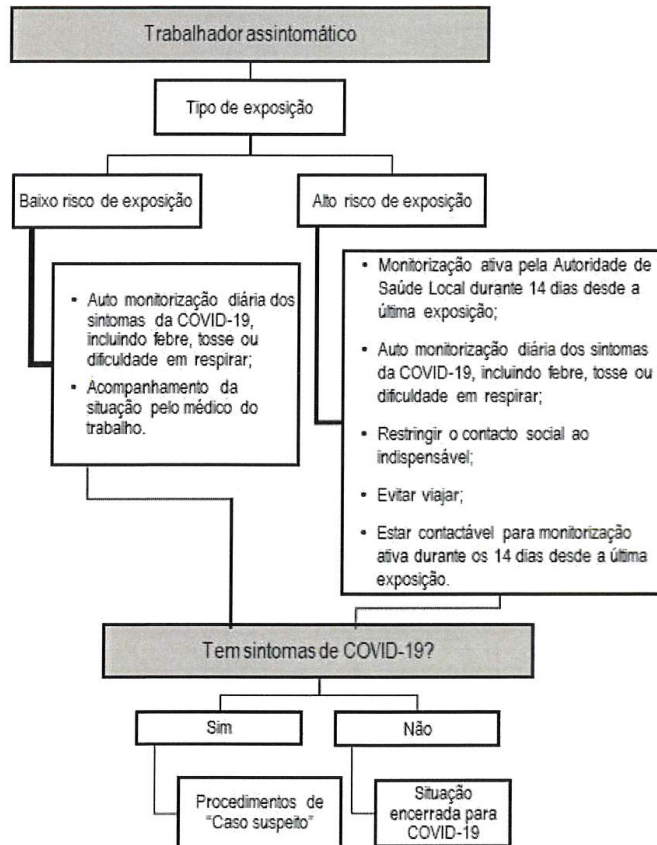 Trabalhador assintomático
Tipo de exposição
Baixo risco de exposição
Alto risco de exposição
• Auto monitorização diária dos
sintomas da COVID-19,
incluindo febre, tosse ou
dificuldade em respirar;
• Acompanhamento da
situação pelo médico do
trabalho.
• Monitorização ativa pela Autoridade de
Saúde Local durante 14 dias desde a
última exposição;
• Auto monitorização diária dos sintomas
da COVID-19, incluindo febre, tosse ou
dificuldade em respirar;
• Restringir o contacto social ao
indispensável;
• Evitar viajar;
• Estar contactável para monitorização
ativa durante os 14 dias desde a última
exposição.
Tem sintomas de COVID-19?
Sim
Não
Procedimentos de
"Caso suspeito"
Situação
encerrada para
COVID-19